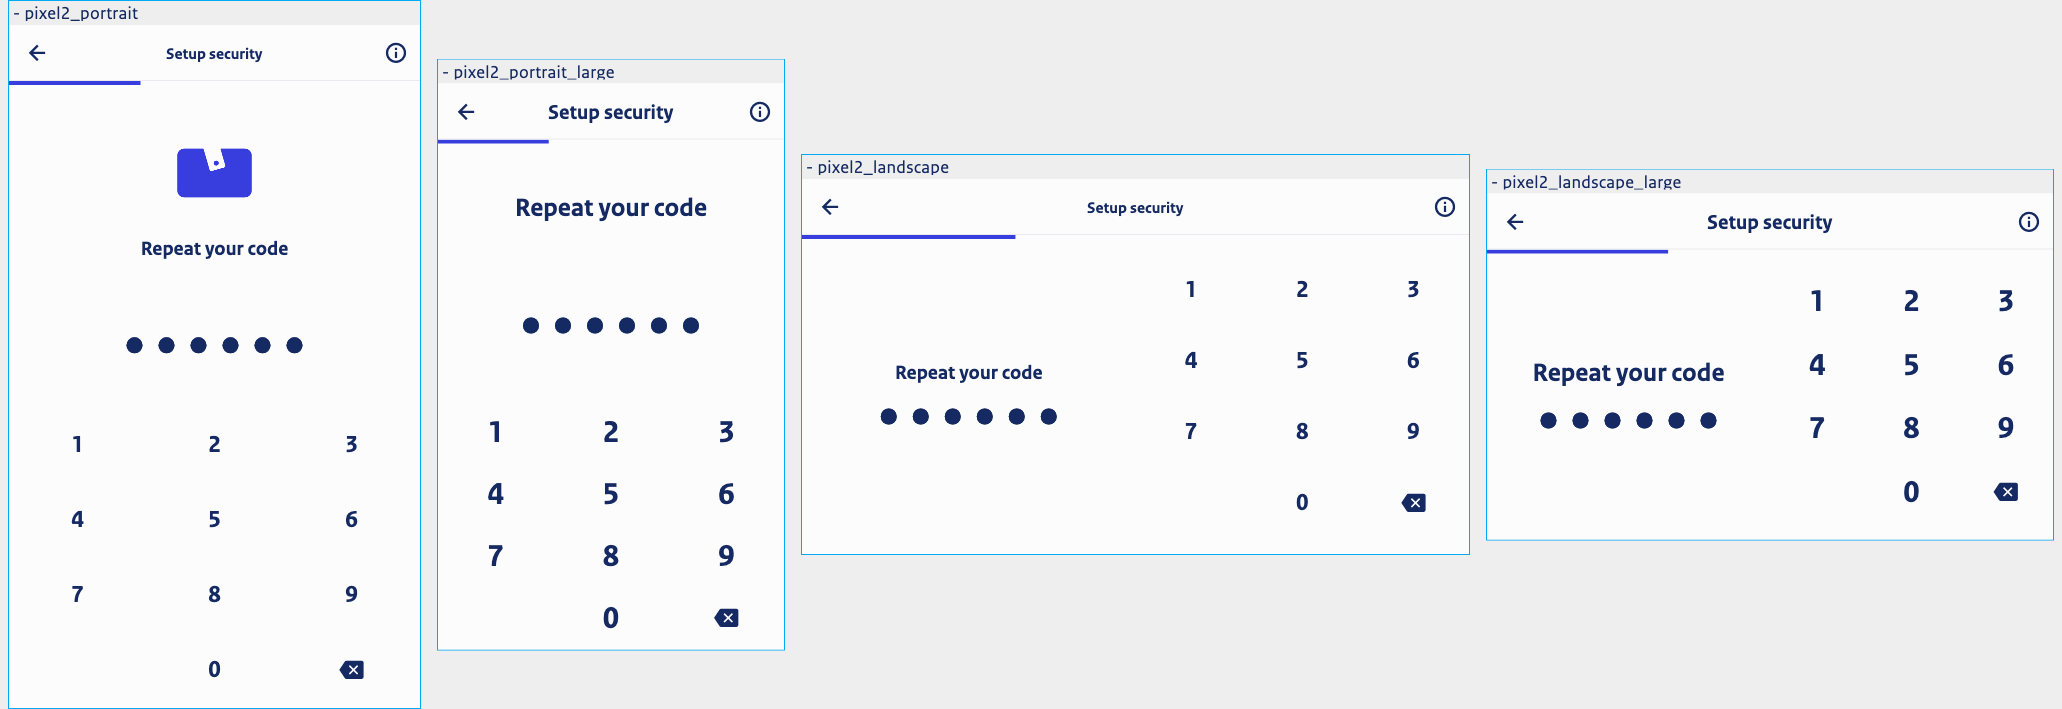 - pixel2_portrait
Setup security
Repeat your code
1 2 3
4 5 6
7 8 9
0
- pixel2_portrait_large
Setup security
Repeat your code
1 2 3
4 5 6
7 8 9
0
- pixel2_landscape
Setup security
Repeat your code
1 2 3
4 5 6
7 8 9
0
- pixel2_landscape_large
Setup security
Repeat your code
1 2 3
4 5 6
7 8 9
0